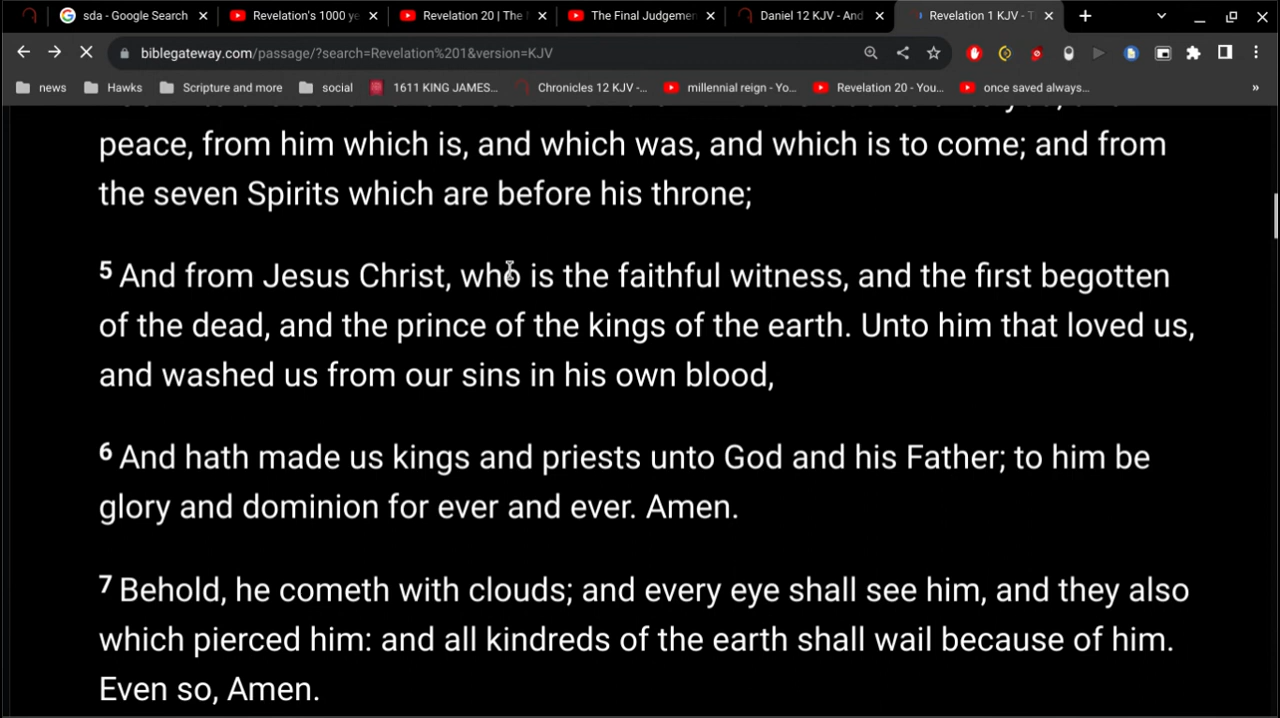 sda - Google Search
Revelation's 1000 ye
Revelation 20 | The
The Final Judgemen
Daniel 12 KJV - And
Revelation 1 KJV - T
biblegateway.com/passage/?search=Revelation%201&version=KJV
news
Hawks
Scripture and more
social
1611 KING JAMES...
Chronicles 12 KJV -...
millennial reign - Yo...
Revelation 20 - You...
once saved always...
»
peace, from him which is, and which was, and which is to come; and from
the seven Spirits which are before his throne;
5 And from Jesus Christ, who is the faithful witness, and the first begotten
of the dead, and the prince of the kings of the earth. Unto him that loved us,
and washed us from our sins in his own blood,
6 And hath made us kings and priests unto God and his Father; to him be
glory and dominion for ever and ever. Amen.
7 Behold, he cometh with clouds; and every eye shall see him, and they also
which pierced him: and all kindreds of the earth shall wail because of him.
Even so, Amen.